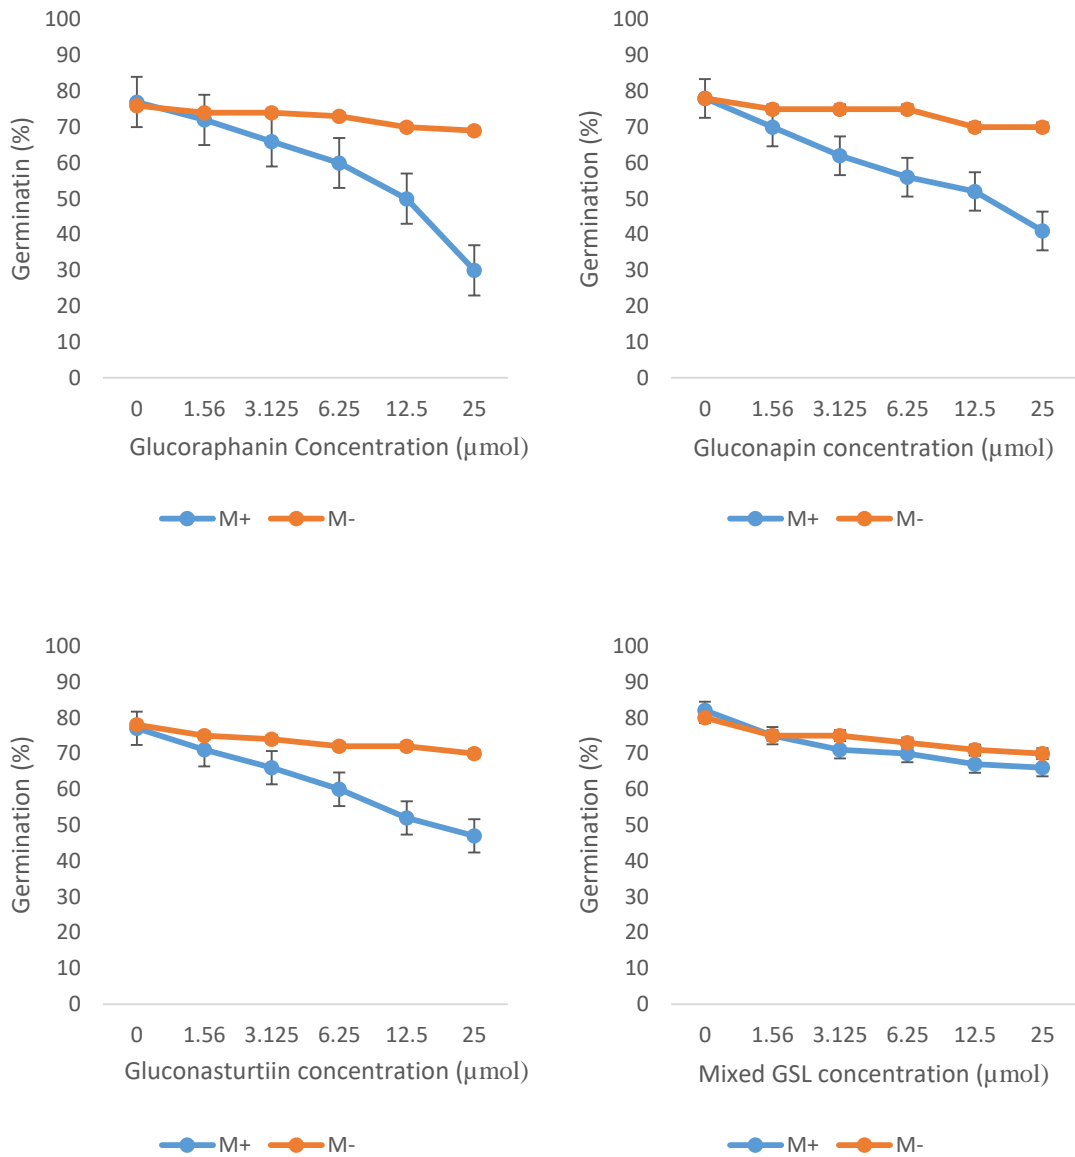 100
90
80
70
60
50
40
30
20
10
0
Germinatin (%)
0 1.56 3.125 6.25 12.5 25
Glucoraphanin Concentration (µmol)
M+ M-
100
90
80
70
60
50
40
30
20
10
0
Germination (%)
0 1.56 3.125 6.25 12.5 25
Gluconapin concentration (µmol)
M+ M-
100
90
80
70
60
50
40
30
20
10
0
Germination (%)
0 1.56 3.125 6.25 12.5 25
Gluconasturtiin concentration (µmol)
M+ M-
100
90
80
70
60
50
40
30
20
10
0
Germination (%)
0 1.56 3.125 6.25 12.5 25
Mixed GSL concentration (µmol)
M+ M-